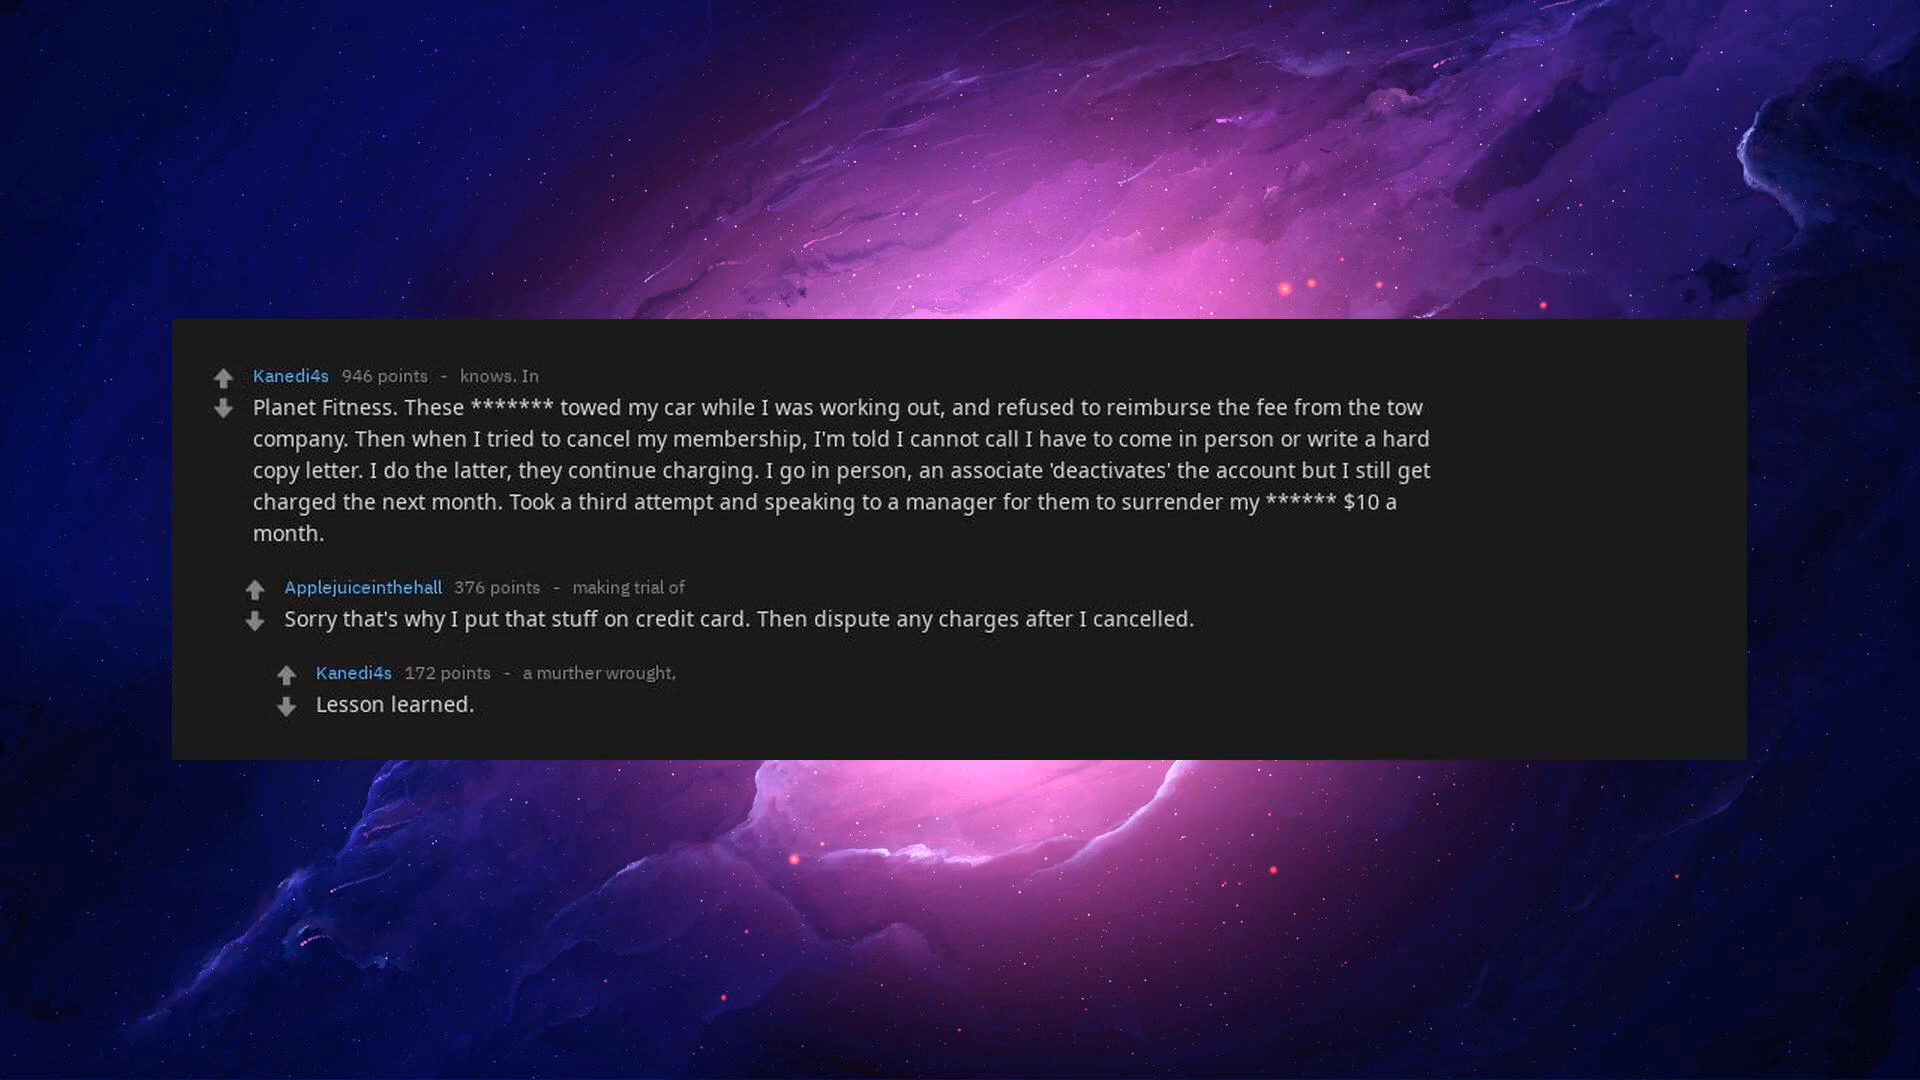 Kanedi4s 946 points - knows. In
Planet Fitness. These ******* towed my car while I was working out, and refused to reimburse the fee from the tow
company. Then when I tried to cancel my membership, I'm told I cannot call I have to come in person or write a hard
copy letter. I do the latter, they continue charging. I go in person, an associate 'deactivates' the account but I still get
charged the next month. Took a third attempt and speaking to a manager for them to surrender my ****** $10 a
month.
Applejuiceinthehall 376 points - making trial of
Sorry that's why I put that stuff on credit card. Then dispute any charges after I cancelled.
Kanedi4s 172 points - a murther wrought,
Lesson learned.